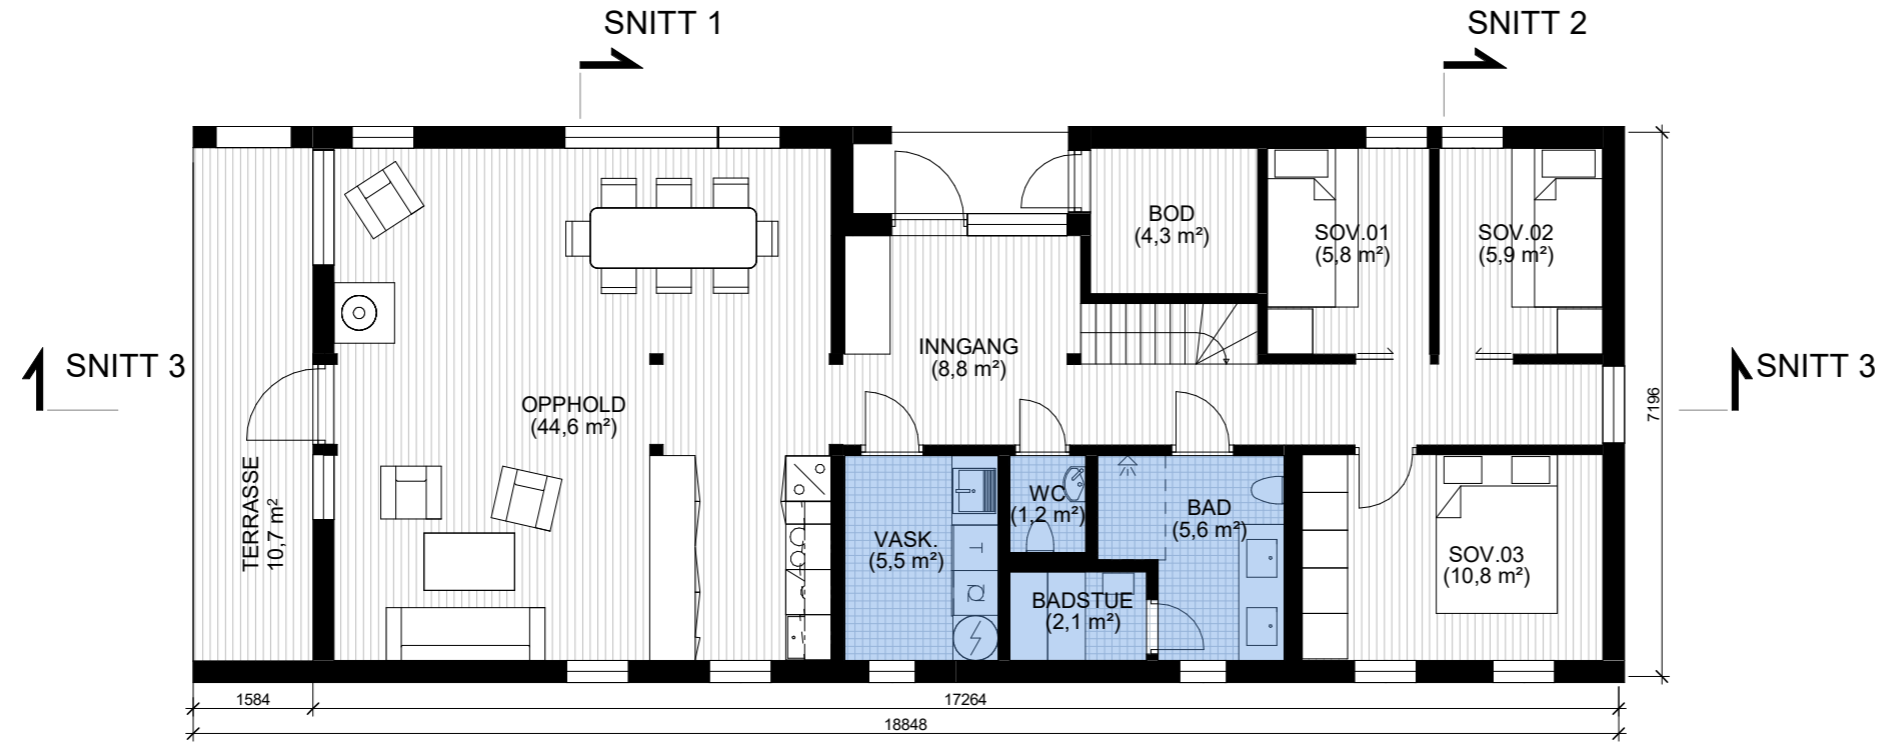 SNITT 1
SNITT 2
BOD
(4,3 m²)
SOV.01
(5,8 m²)
SOV.02
(5,9 m²)
SNITT 3
INNGANG
(8,8 m²)
SNITT 3
OPPHOLD
(44,6 m²)
7196
TERRASSE
10,7 m²
WC
(1,2 m²)
BAD
(5,6 m²)
VASK.
(5,5 m²)
SOV.03
(10,8 m²)
BADSTUE
(2,1 m²)
1584
17264
18848